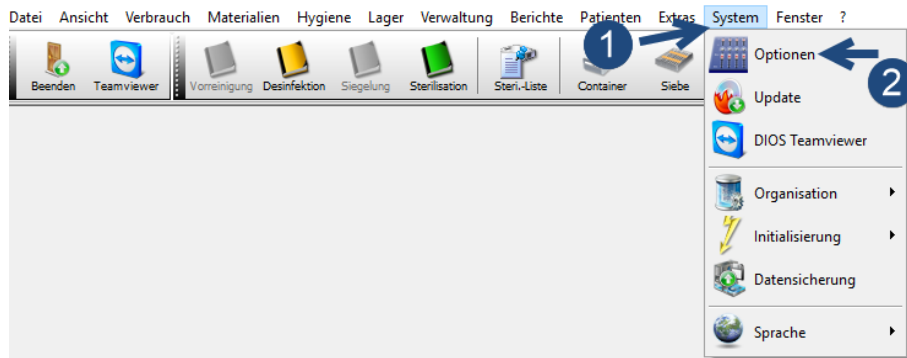 Datei Ansicht Verbrauch Materialien Hygiene Lager Verwaltung Berichte Patienten Extras System Fenster ?
Beenden Teamviewer Vorreinigung Desinfektion Siegelung Sterilisation Steri.-Liste Container Siebe
1
Optionen
2
Update
DIOS Teamviewer
Organisation
Initialisierung
Datensicherung
Sprache